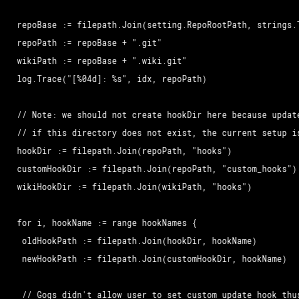 repoBase := filepath.Join(setting.RepoRootPath, strings.
repoPath := repoBase + ".git"
wikiPath := repoBase + ".wiki.git"
log.Trace("[%04d]: %s", idx, repoPath)
// Note: we should not create hookDir here because update
// if this directory does not exist, the current setup is
hookDir := filepath.Join(repoPath, "hooks")
customHookDir := filepath.Join(repoPath, "custom_hooks")
wikiHookDir := filepath.Join(wikiPath, "hooks")
for i, hookName := range hookNames {
oldHookPath := filepath.Join(hookDir, hookName)
newHookPath := filepath.Join(customHookDir, hookName)
// Gogs didn't allow user to set custom update hook thus